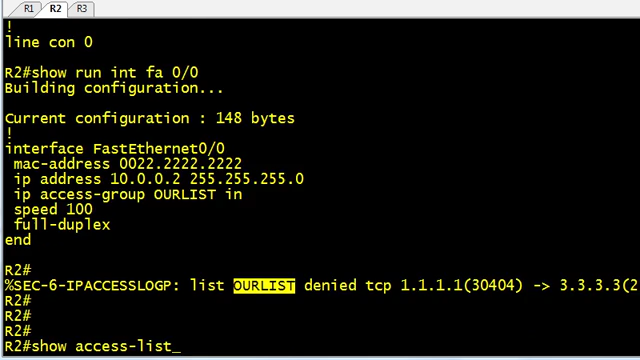 R1 R2 R3
!
line con 0
R2#show run int fa 0/0
Building configuration...
Current configuration : 148 bytes
!
interface FastEthernet0/0
mac-address 0022.2222.2222
ip address 10.0.0.2 255.255.255.0
ip access-group OURLIST in
speed 100
full-duplex
end
R2#
%SEC-6-IPACCESSLOGP: list OURLIST denied tcp 1.1.1.1(30404) -> 3.3.3.3(2
R2#
R2#
R2#
R2#show access-list_